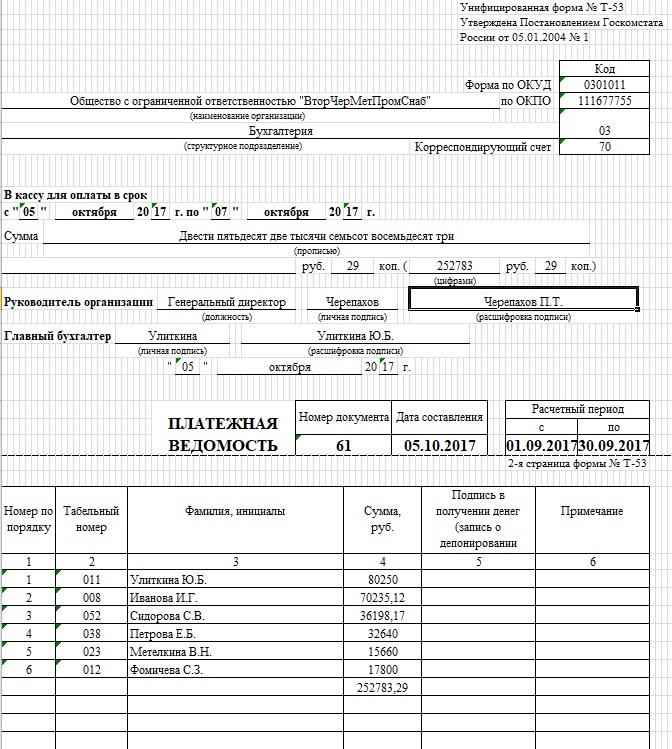 Унифицированная форма № Т-53
Утверждена Постановлением Госкомстата
России от 05.01.2004 № 1
Код
Форма по ОКУД 0301011
Общество с ограниченной ответственностью "ВторЧерМетПромСнаб" по ОКПО 111677755
(наименование организации)
Бухгалтерия 03
(структурное подразделение) Корреспондирующий счет 70
В кассу для оплаты в срок
с " 05 " октября 20 17 г. по " 07 " октября 20 17 г.
Сумма Двести пятьдесят две тысячи семьсот восемьдесят три
(прописью)
руб. 29 коп. ( 252783 руб. 29 коп.)
(цифрами)
Руководитель организации Генеральный директор Черепахов Черепахов П.Т.
(должность) (личная подпись) (расшифровка подписи)
Главный бухгалтер Улиткина Улиткина Ю.Б.
(личная подпись) (расшифровка подписи)
" 05 " октября 20 17 г.
ПЛАТЕЖНАЯ ВЕДОМОСТЬ
Номер документа Дата составления Расчетный период
с по
61 05.10.2017 01.09.2017 30.09.2017
2-я страница формы № Т-53
Номер по порядку Табельный номер Фамилия, инициалы Сумма, руб. Подпись в получении денег (запись о депонировании Примечание
1 2 3 4 5 6
1 011 Улиткина Ю.Б. 80250
2 008 Иванова И.Г. 70235,12
3 052 Сидорова С.В. 36198,17
4 038 Петрова Е.Б. 32640
5 023 Метелкина В.Н. 15660
6 012 Фомичева С.З. 17800
252783,29